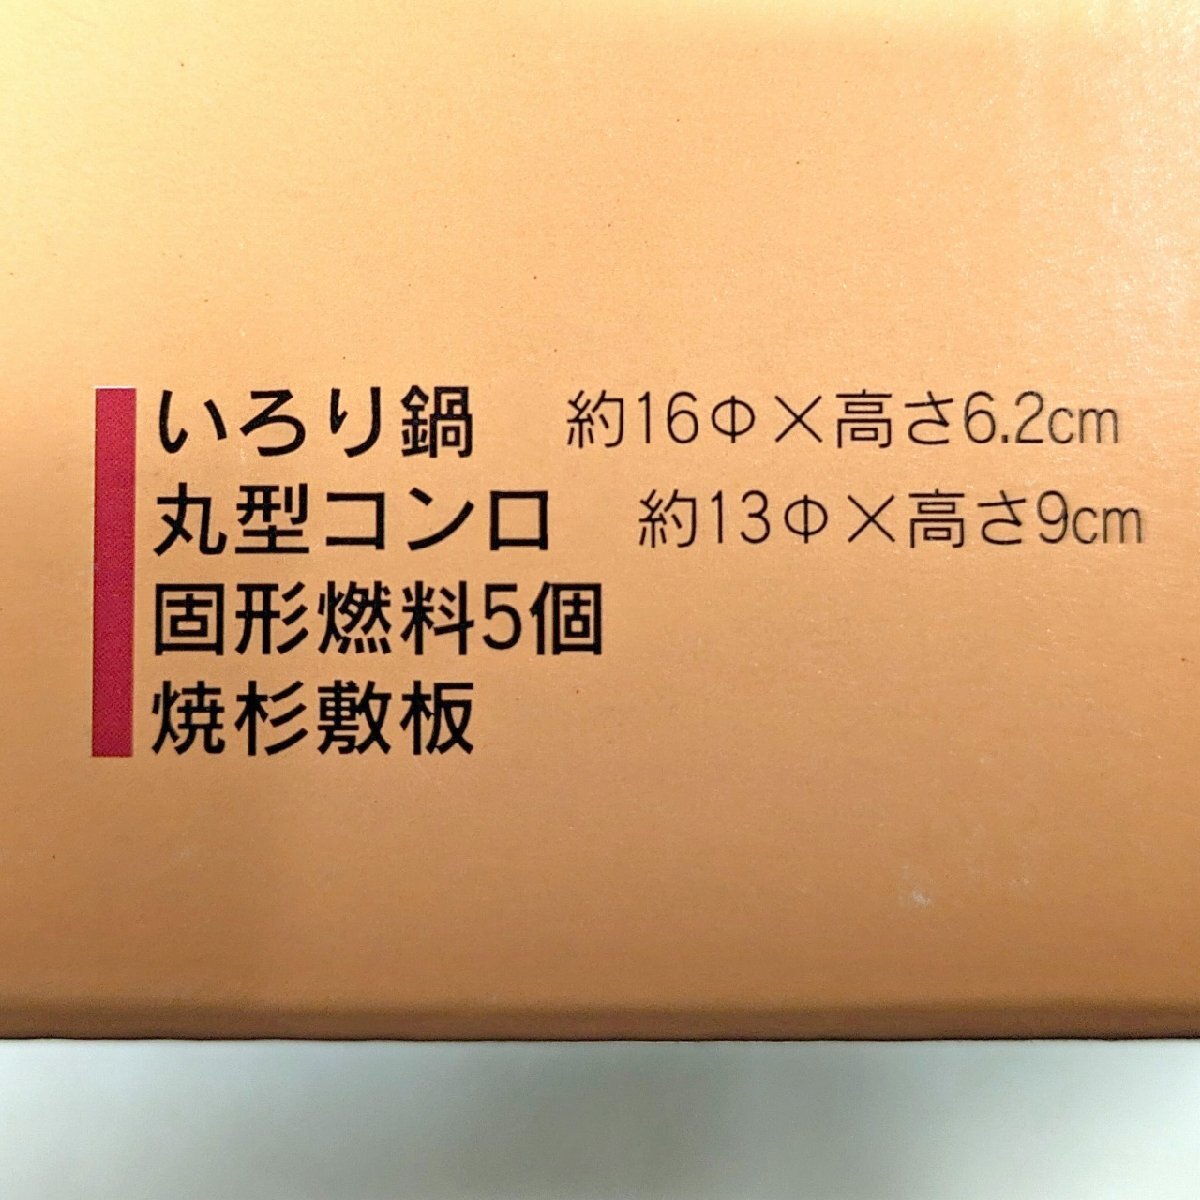 いろり鍋 約16Φ×高さ6.2cm
丸型コンロ 約13Φ×高さ9cm
固形燃料5個
焼杉敷板